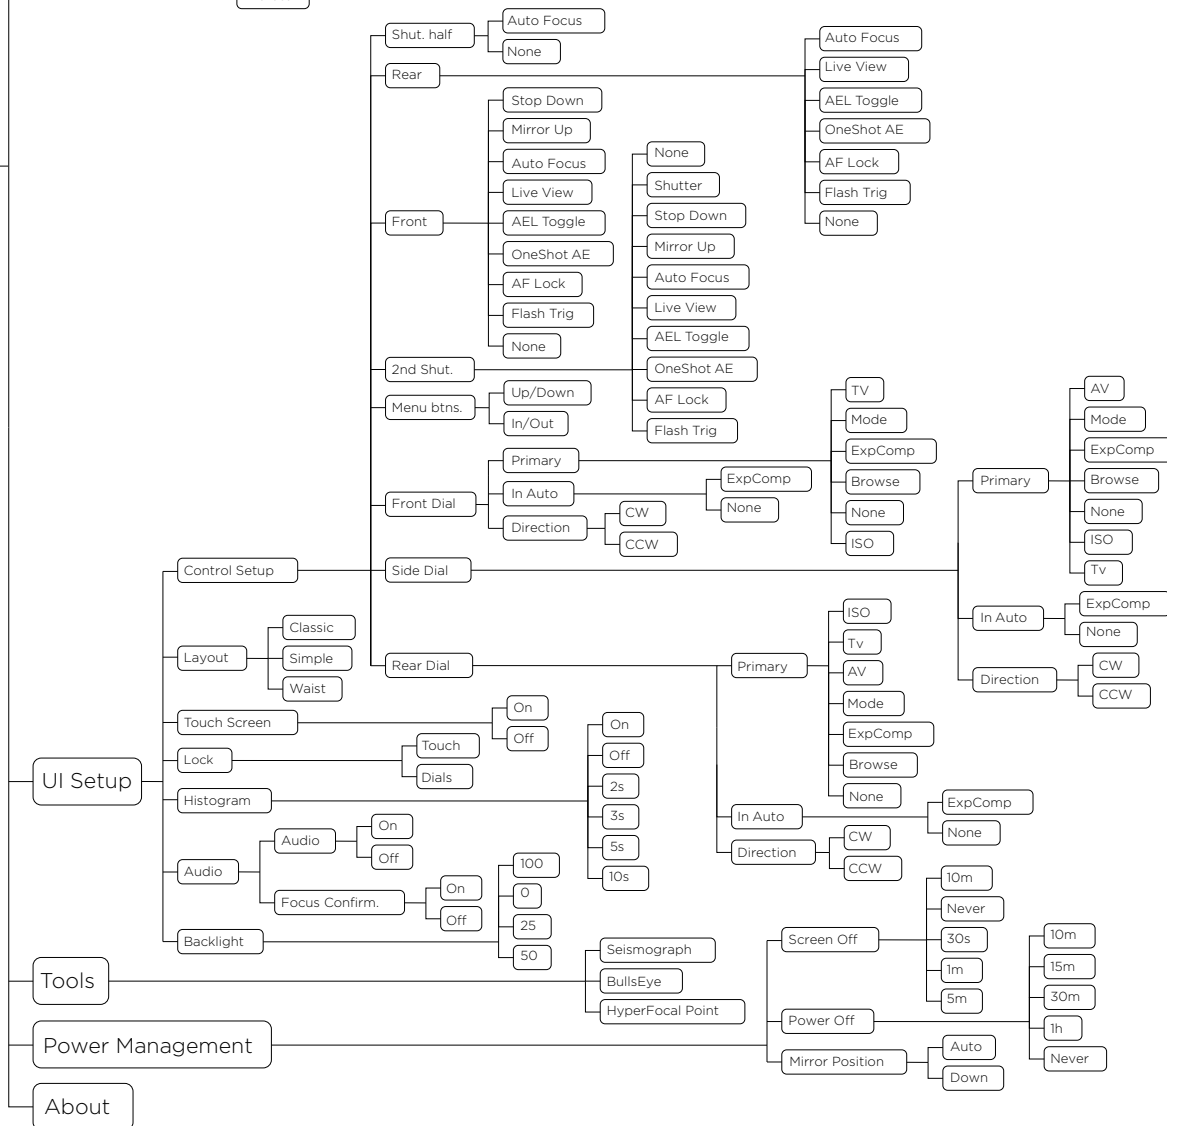 Shut. half
Auto Focus
None
Rear
Auto Focus
Live View
AEL Toggle
OneShot AE
AF Lock
Flash Trig
None
Front
Stop Down
Mirror Up
Auto Focus
Live View
AEL Toggle
OneShot AE
AF Lock
Flash Trig
None
2nd Shut.
None
Shutter
Stop Down
Mirror Up
Auto Focus
Live View
AEL Toggle
OneShot AE
AF Lock
Flash Trig
Menu btns.
Up/Down
In/Out
Front Dial
Primary
TV
Mode
ExpComp
Browse
None
ISO
In Auto
ExpComp
None
Direction
CW
CCW
Control Setup
Side Dial
Primary
AV
Mode
ExpComp
Browse
None
ISO
Tv
In Auto
ExpComp
None
Direction
CW
CCW
Rear Dial
Primary
ISO
Tv
AV
Mode
ExpComp
Browse
None
In Auto
ExpComp
None
Direction
CW
CCW
Layout
Classic
Simple
Waist
Touch Screen
On
Off
Lock
Touch
Dials
UI Setup
Histogram
On
Off
2s
3s
5s
10s
Audio
Audio
On
Off
Focus Confirm.
On
Off
Backlight
100
0
25
50
Tools
Seismograph
BullsEye
HyperFocal Point
Power Management
Screen Off
10m
Never
30s
1m
5m
Power Off
10m
15m
30m
1h
Never
Mirror Position
Auto
Down
About